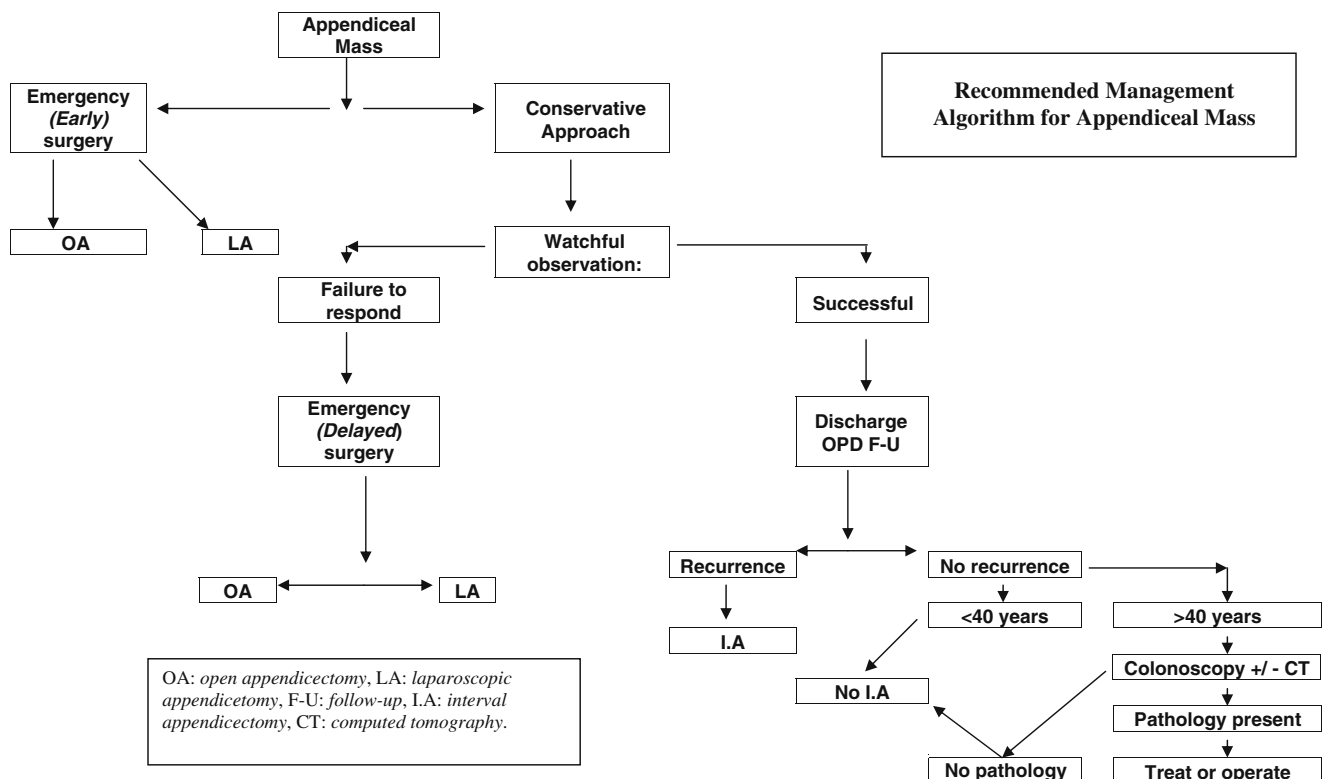 Appendiceal
Mass
Recommended Management
Algorithm for Appendiceal Mass
Emergency
(Early)
surgery
Conservative
Approach
OA
LA
Watchful
observation:
Failure to
respond
Successful
Emergency
(Delayed)
surgery
Discharge
OPD F-U
Recurrence
No recurrence
OA
LA
<40 years
>40 years
I.A
Colonoscopy +/ - CT
No I.A
Pathology present
No pathology
Treat or operate
OA: open appendicectomy, LA: laparoscopic
appendicetomy, F-U: follow-up, I.A: interval
appendicectomy, CT: computed tomography.